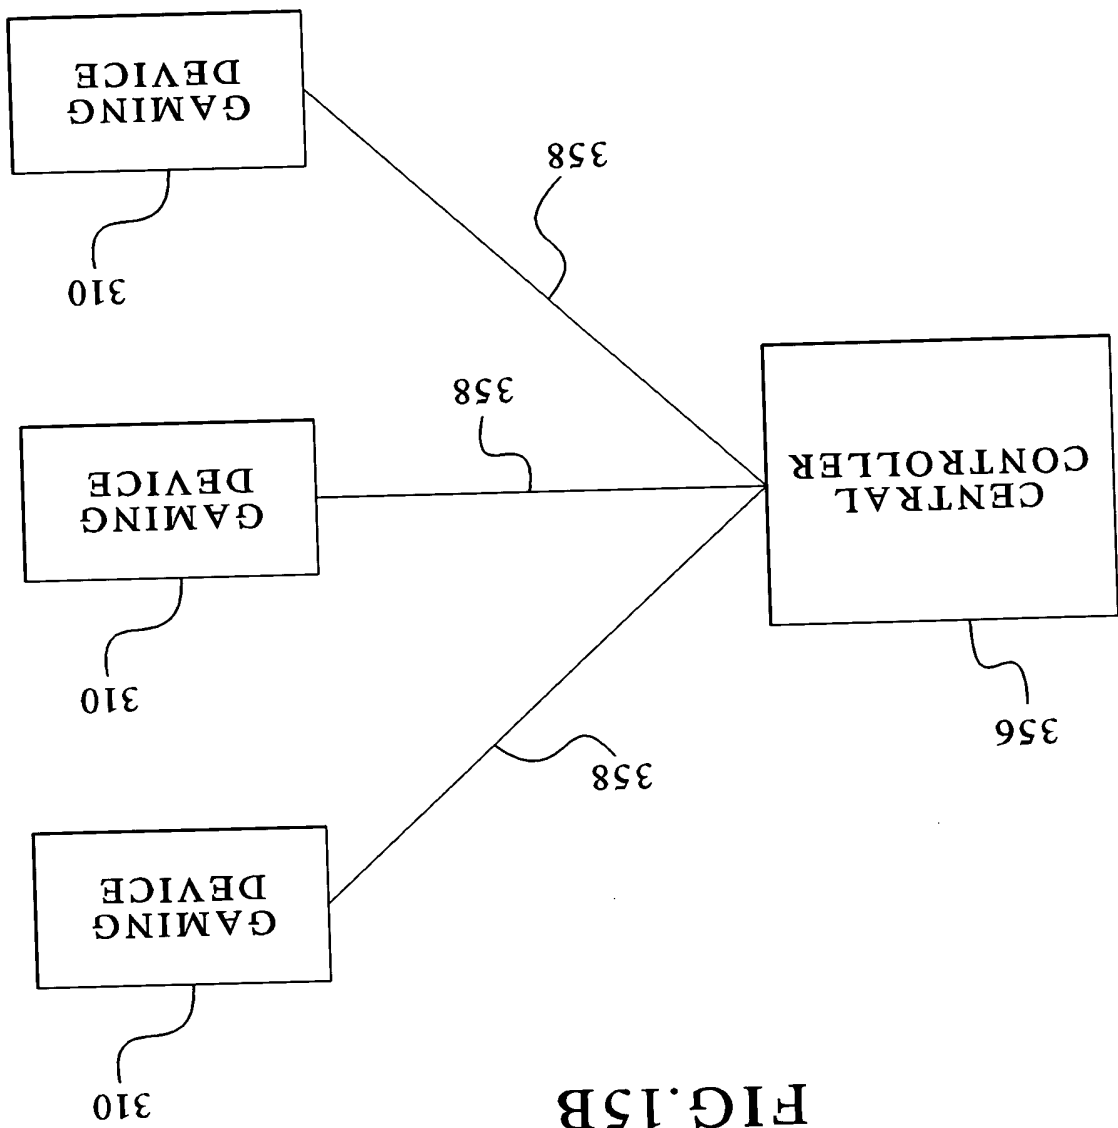 FIG.15B
310
GAMING
DEVICE
356
358
CENTRAL
CONTROLLER
310
GAMING
DEVICE
358
310
GAMING
DEVICE
358